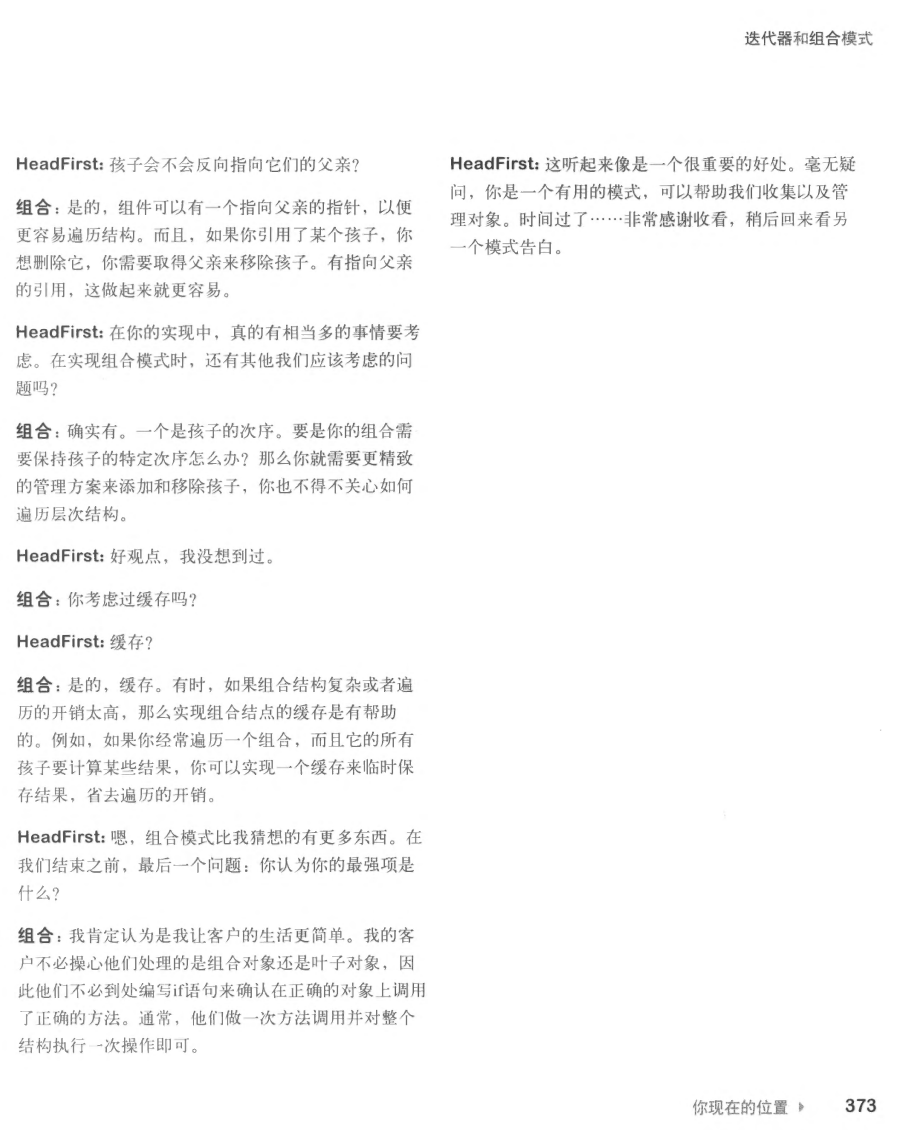 迭代器和组合模式
HeadFirst: 孩子会不会反向指向它们的父亲?
组合：是的，组件可以有一个指向父亲的指针，以便
更容易遍历结构。而且，如果你引用了某个孩子，你
想删除它，你需要取得父亲来移除孩子。有指向父亲
的引用，这做起来就更容易。
HeadFirst: 在你的实现中，真的有相当多的事情要考
虑。在实现组合模式时，还有其他我们应该考虑的问
题吗?
组合：确实有。一个是孩子的次序。要是你的组合需
要保持孩子的特定次序怎么办? 那么你就需要更精致
的管理方案来添加和移除孩子，你也不得不关心如何
遍历层次结构。
HeadFirst: 好观点，我没想到过。
组合：你考虑过缓存吗?
HeadFirst: 缓存?
组合：是的，缓存。有时，如果组合结构复杂或者遍
历的开销太高，那么实现组合结点的缓存是有帮助
的。例如，如果你经常遍历一个组合，而且它的所有
孩子要计算某些结果，你可以实现一个缓存来临时保
存结果，省去遍历的开销。
HeadFirst: 嗯，组合模式比我猜想的有更多东西。在
我们结束之前，最后一个问题：你认为你的最强项是
什么?
组合：我肯定认为是我让客户的生活更简单。我的客
户不必操心他们处理的是组合对象还是叶子对象，因
此他们不必到处编写if语句来确认在正确的对象上调用
了正确的方法。通常，他们做一次方法调用并对整个
结构执行一次操作即可。
HeadFirst: 这听起来像是一个很重要的好处。毫无疑
问，你是一个有用的模式，可以帮助我们收集以及管
理对象。时间过了……非常感谢收看，稍后回来看另
一个模式告白。
你现在的位置 373